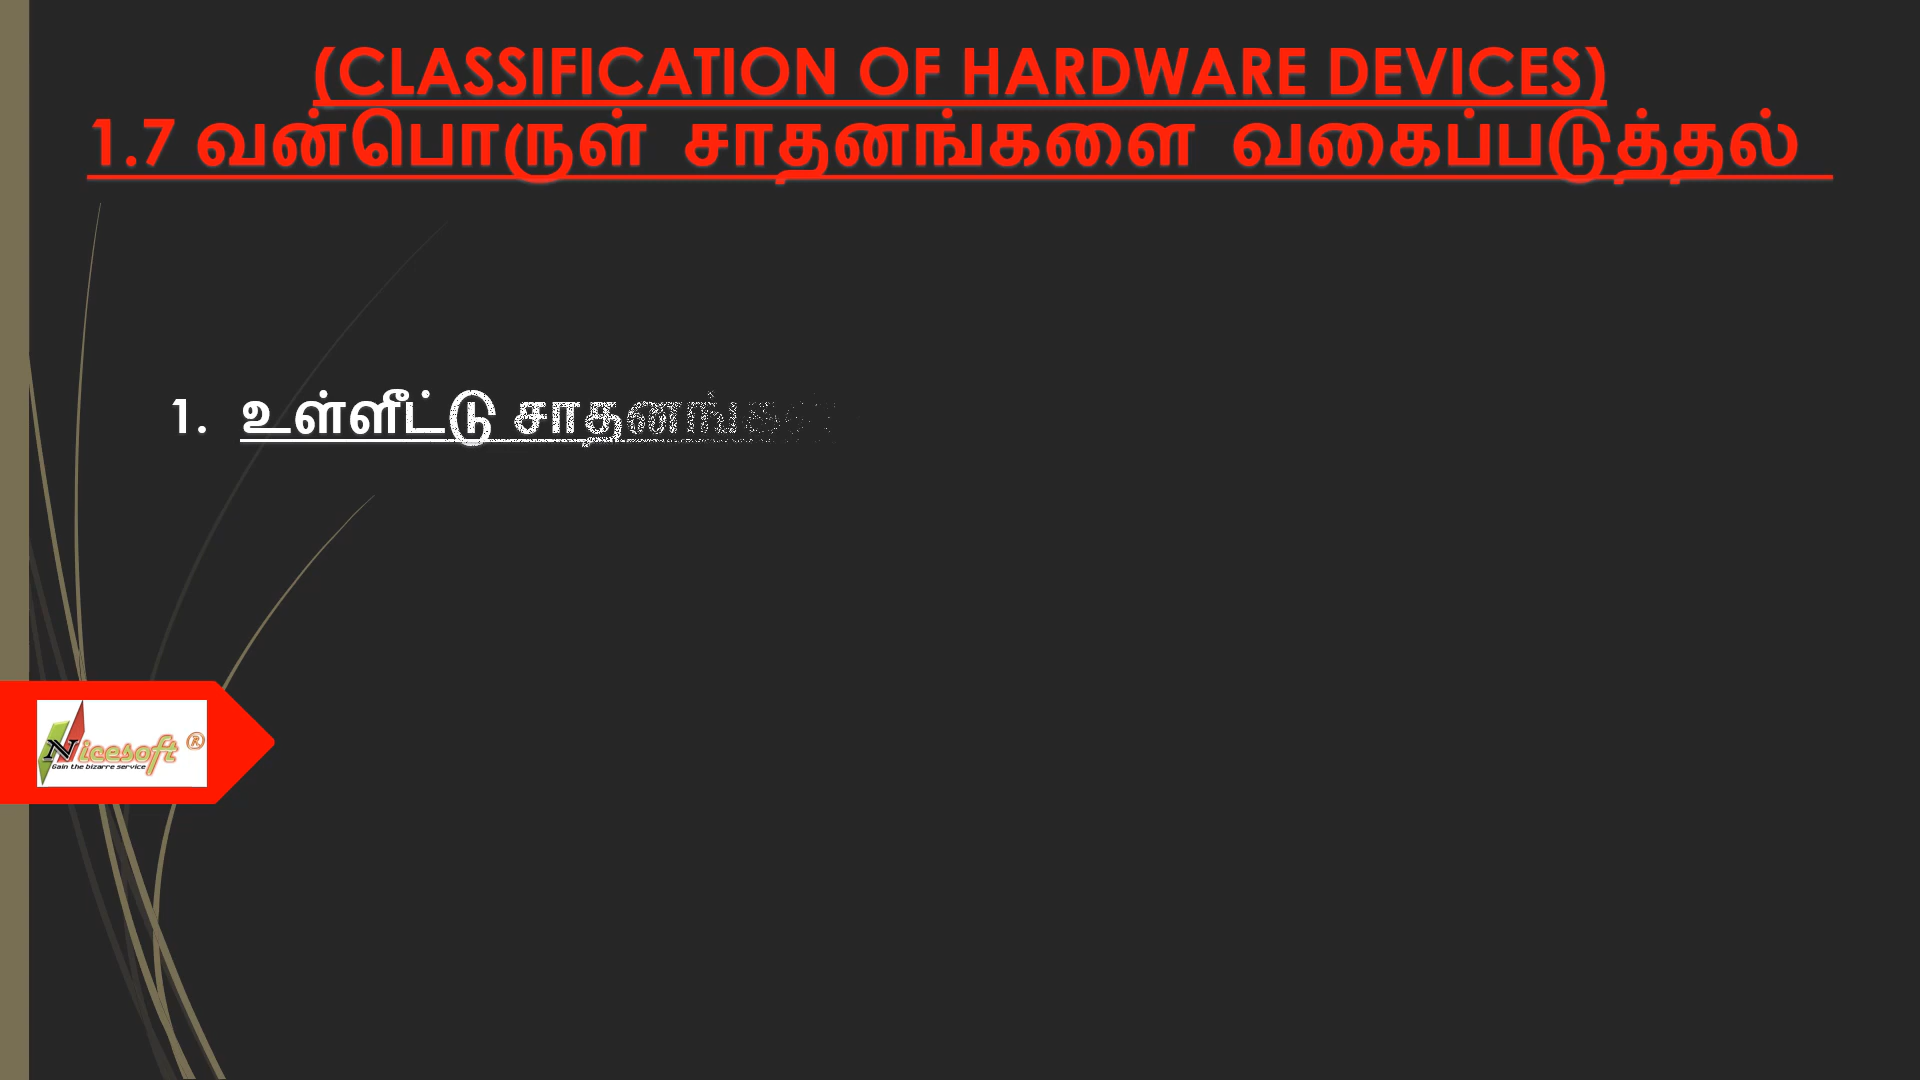 (CLASSIFICATION OF HARDWARE DEVICES)
1.7 வன்பொருள் சாதனங்களை வகைப்படுத்தல்
1. உள்ளீட்டு
Nicesoft ®
Gain the bizarre service